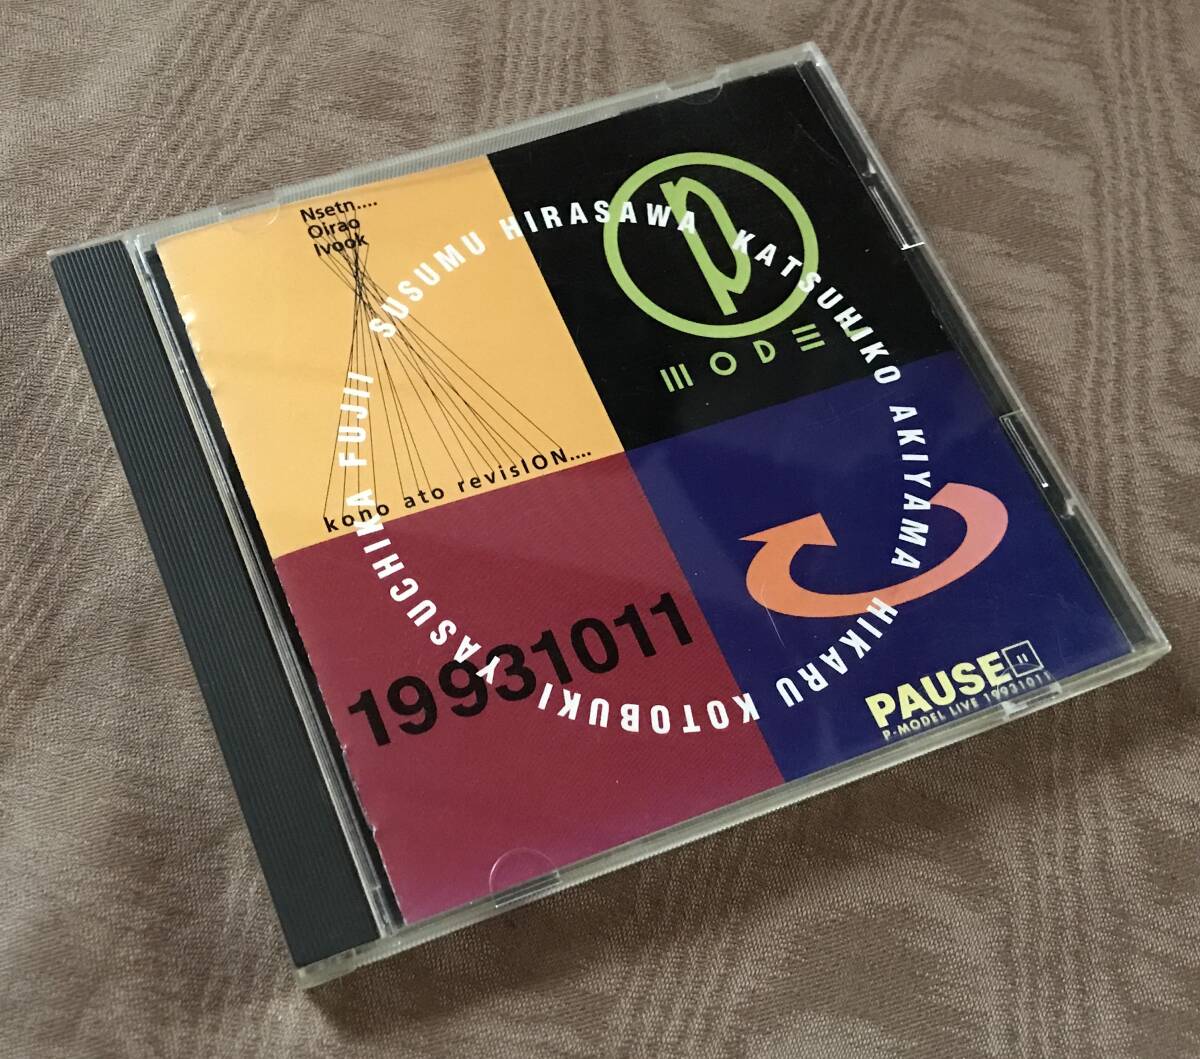 Nsetn....
Oirao
Ivook
SUSUMU HIRASAWA KATSUHIKO AKIYAMA HIKARU KOTOBUKI YASUCHIKA FUJII
P
MODEL
kono ato revisION....
19931011
PAUSE
P-MODEL LIVE 19931011